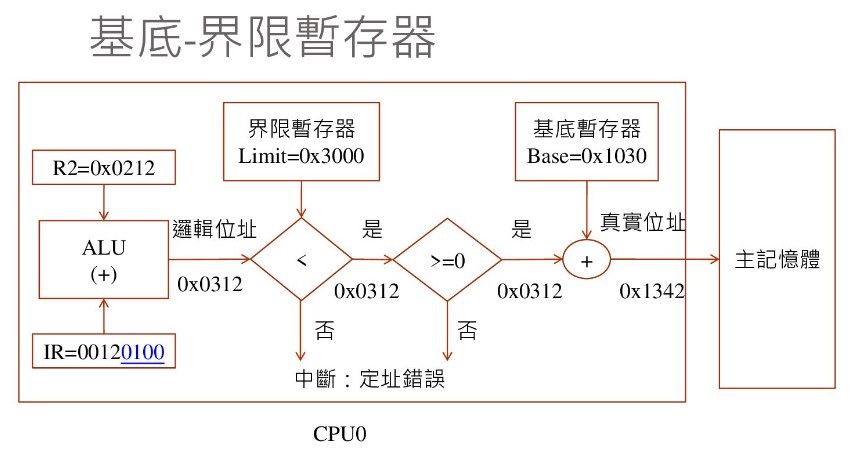 基底-界限暫存器
界限暫存器
Limit=0x3000
基底暫存器
Base=0x1030
R2=0x0212
ALU
(+)
IR=00120100
邏輯位址
0x0312
<
是
0x0312
否
>=0
是
0x0312
否
+
真實位址
0x1342
主記憶體
中斷：定址錯誤
CPU0